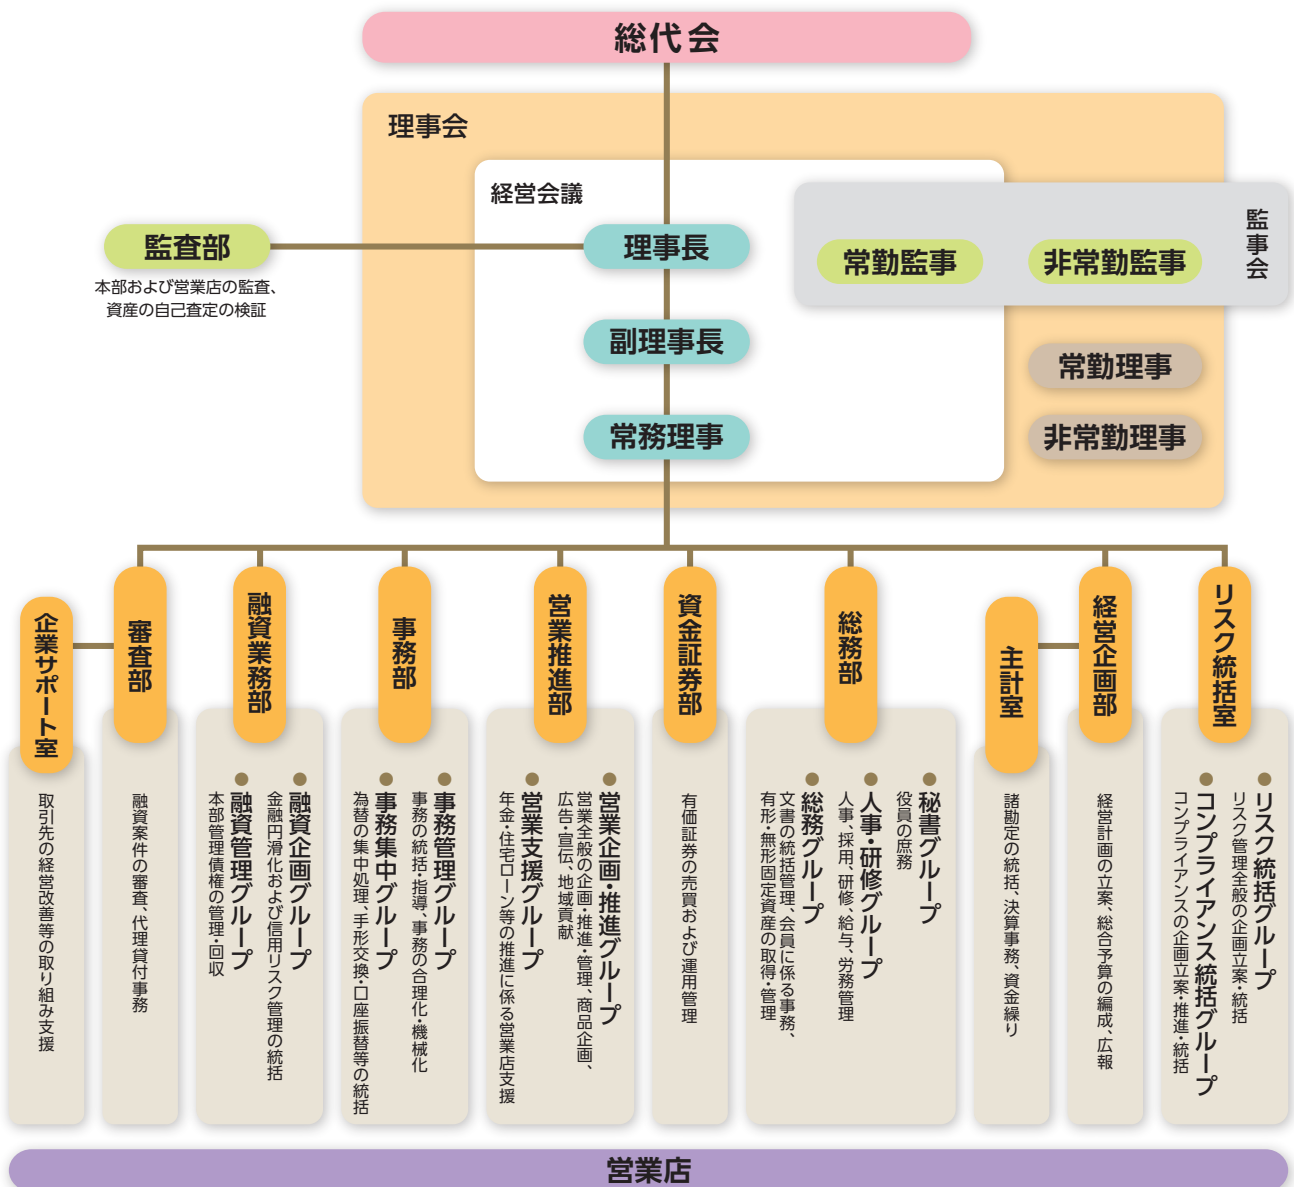 総代会
理事会
経営会議
監事会
監査部
本部および営業店の監査、
資産の自己査定の検証
理事長
常勤監事
非常勤監事
副理事長
常勤理事
常務理事
非常勤理事
リスク統括室
●リスク統括グループ
リスク管理全般の企画立案・統括
●コンプライアンス統括グループ
コンプライアンスの企画立案・推進・統括
経営企画部
経営計画の立案、総合予算の編成、広報
主計室
諸勘定の統括、決算事務、資金繰り
総務部
●秘書グループ
役員の庶務
●人事・研修グループ
人事、採用、研修、給与、労務管理
●総務グループ
文書の統括管理、会員に係る事務、
有形・無形固定資産の取得・管理
資金証券部
有価証券の売買および運用管理
営業推進部
●営業企画・推進グループ
営業全般の企画・推進・管理、商品企画、
広告・宣伝、地域貢献
●営業支援グループ
年金・住宅ローン等の推進に係る営業店支援
事務部
●事務管理グループ
事務の統括・指導、事務の合理化・機械化
●事務集中グループ
為替の集中処理、手形交換・口座振替等の統括
融資業務部
●融資企画グループ
金融円滑化および信用リスク管理の統括
●融資管理グループ
本部管理債権の管理・回収
審査部
融資案件の審査、代理貸付事務
企業サポート室
取引先の経営改善等の取り組み支援
営業店